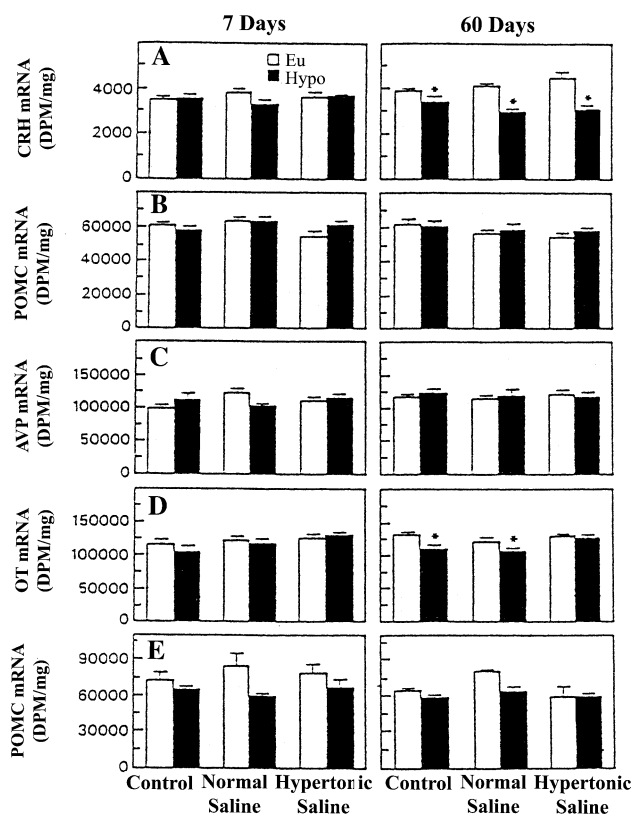 7 Days
60 Days
A
Eu
Hypo
CRH mRNA
(DPM/mg)
4000
2000
0
*
*
*
B
POMC mRNA
(DPM/mg)
60000
40000
20000
0
C
AVP mRNA
(DPM/mg)
150000
100000
50000
0
D
OT mRNA
(DPM/mg)
150000
100000
50000
0
*
*
E
POMC mRNA
(DPM/mg)
90000
60000
30000
0
Control
Normal
Saline
Hypertonic
Saline
Control
Normal
Saline
Hypertonic
Saline